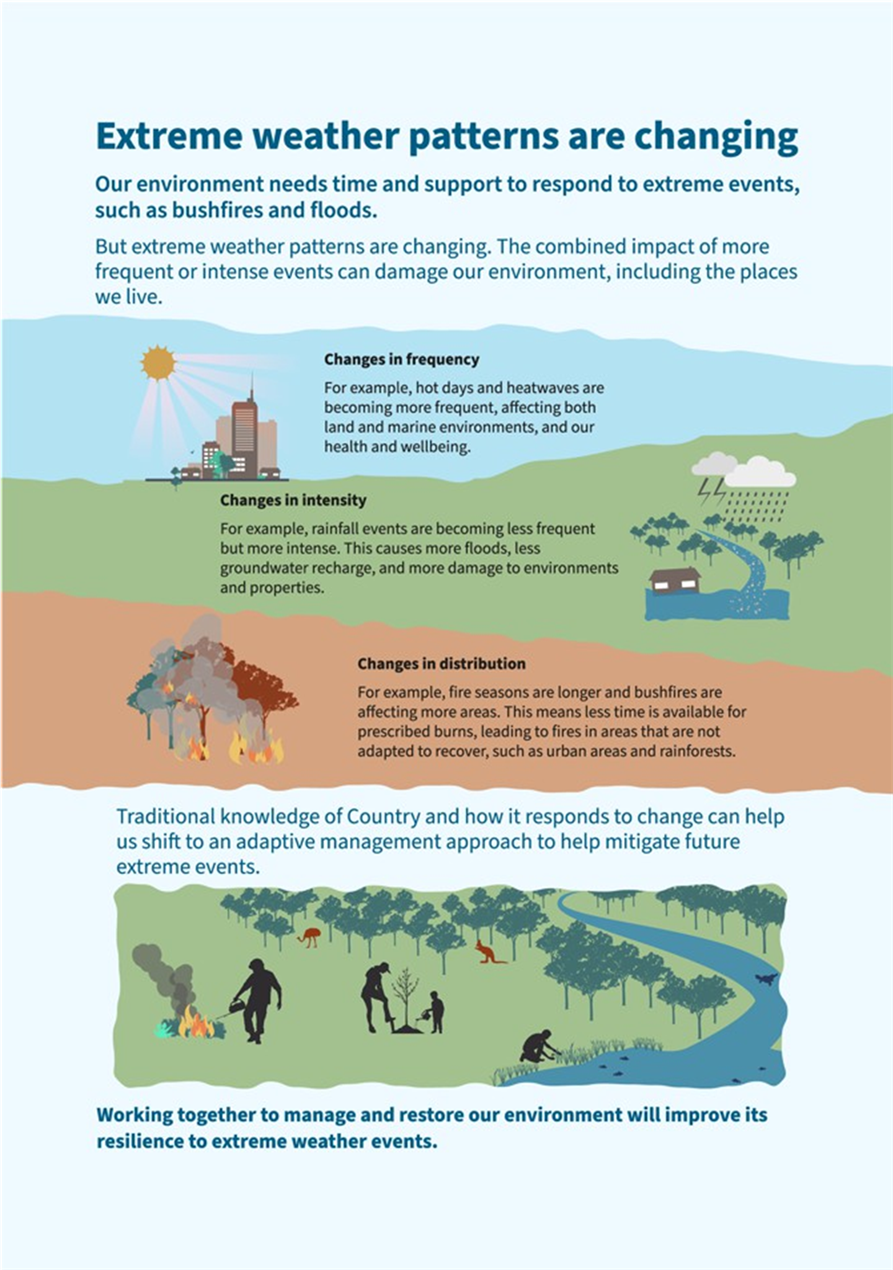 Extreme weather patterns are changing
Our environment needs time and support to respond to extreme events,
such as bushfires and floods.
But extreme weather patterns are changing. The combined impact of more
frequent or intense events can damage our environment, including the places
we live.
Changes in frequency
For example, hot days and heatwaves are
becoming more frequent, affecting both
land and marine environments, and our
health and wellbeing.
Changes in intensity
For example, rainfall events are becoming less frequent
but more intense. This causes more floods, less
groundwater recharge, and more damage to environments
and properties.
Changes in distribution
For example, fire seasons are longer and bushfires are
affecting more areas. This means less time is available for
prescribed burns, leading to fires in areas that are not
adapted to recover, such as urban areas and rainforests.
Traditional knowledge of Country and how it responds to change can help
us shift to an adaptive management approach to help mitigate future
extreme events.
Working together to manage and restore our environment will improve its
resilience to extreme weather events.